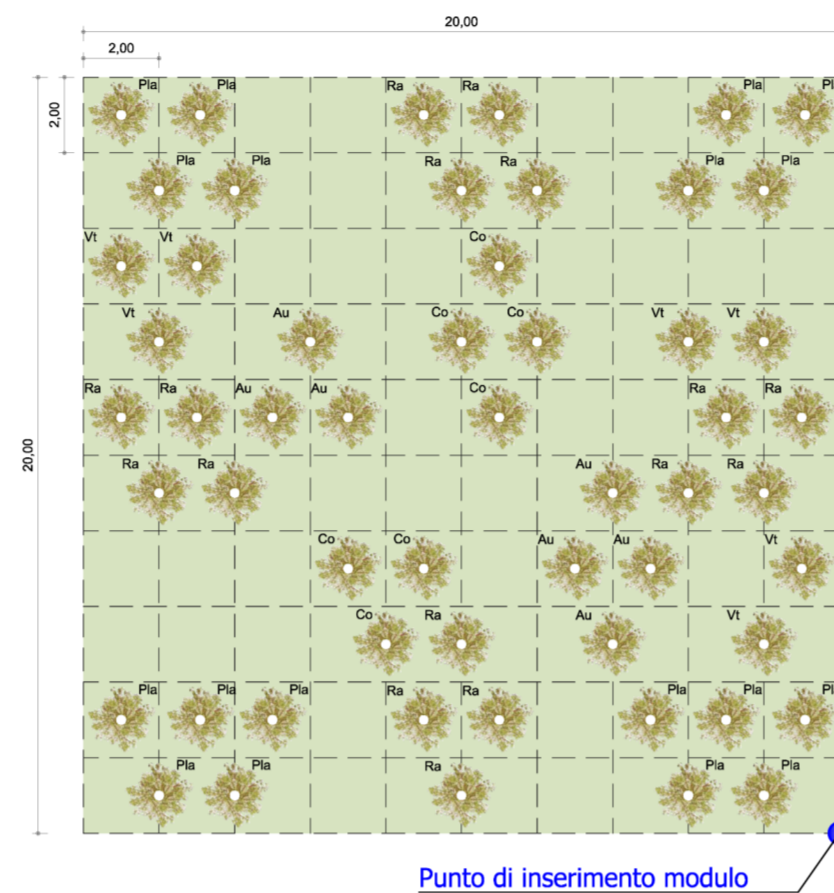 20,00
2,00
2,00
Pla Pla Ra Ra Pla Pl
Pla Pla Ra Ra Pla Pla
Vt Vt Co
Vt Au Co Co Vt Vt
Ra Ra Au Au Co Ra Ra
20,00
Ra Ra Au Ra Ra
Co Co Au Au Vt
Co Ra Au Vt
Pla Pla Pla Ra Ra Pla Pla Pl
Pla Pla Ra Pla Pla
Punto di inserimento modulo